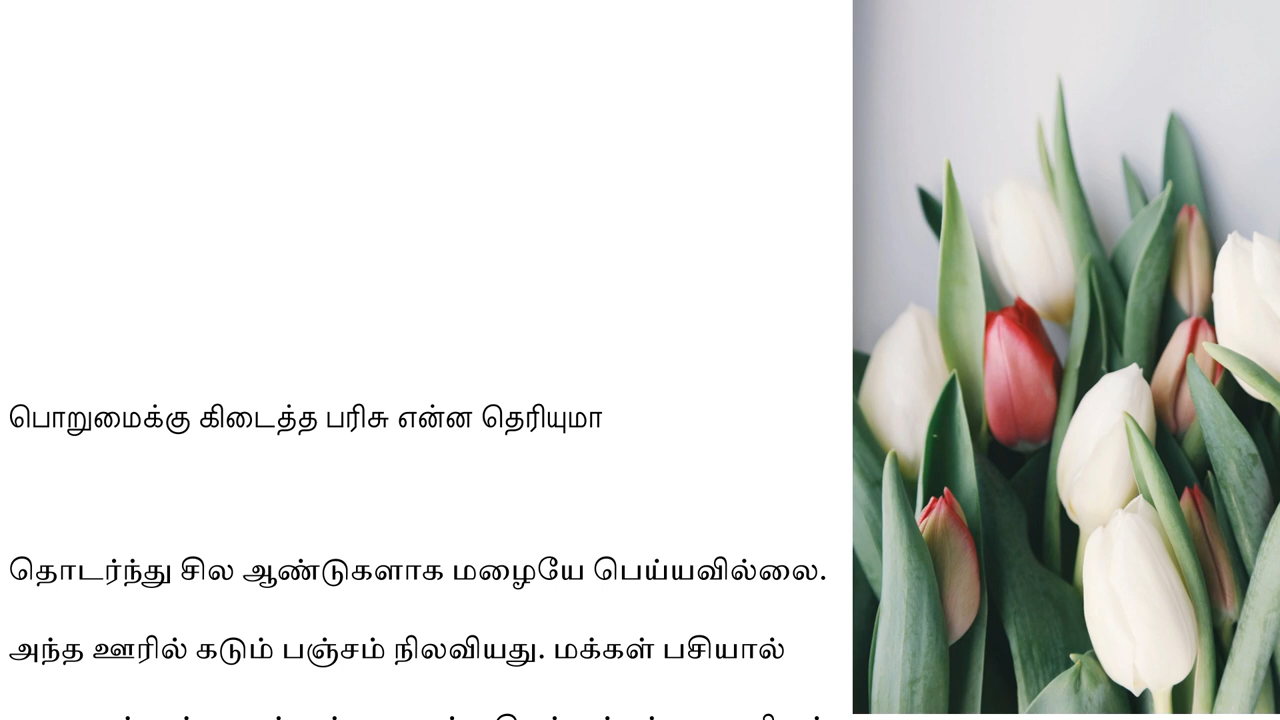 பொறுமைக்கு கிடைத்த பரிசு என்ன தெரியுமா
தொடர்ந்து சில ஆண்டுகளாக மழையே பெய்யவில்லை.
அந்த ஊரில் கடும் பஞ்சம் நிலவியது. மக்கள் பசியால்